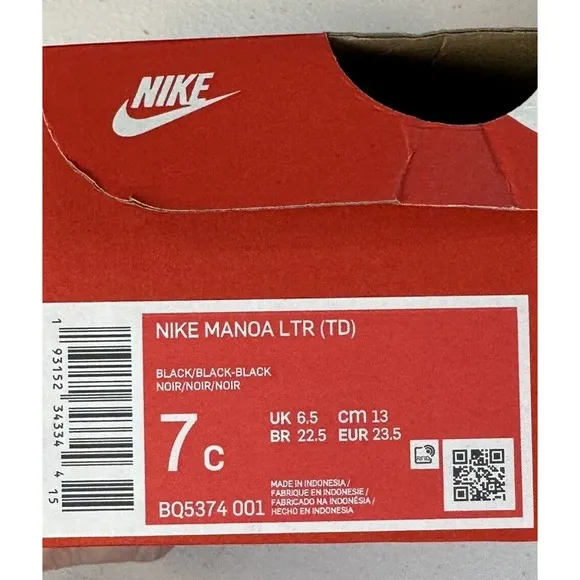 NIKE
NIKE MANOA LTR (TD)
BLACK/BLACK-BLACK
NOIR/NOIR/NOIR
7 C
UK 6.5 cm 13
BR 22.5 EUR 23.5
RFID
BQ5374 001
MADE IN INDONESIA/
FABRIQUE EN INDONESIE/
FABRICADO NA INDONÉSIA/
HECHO EN INDONESIA
1 93152 34334 4 15